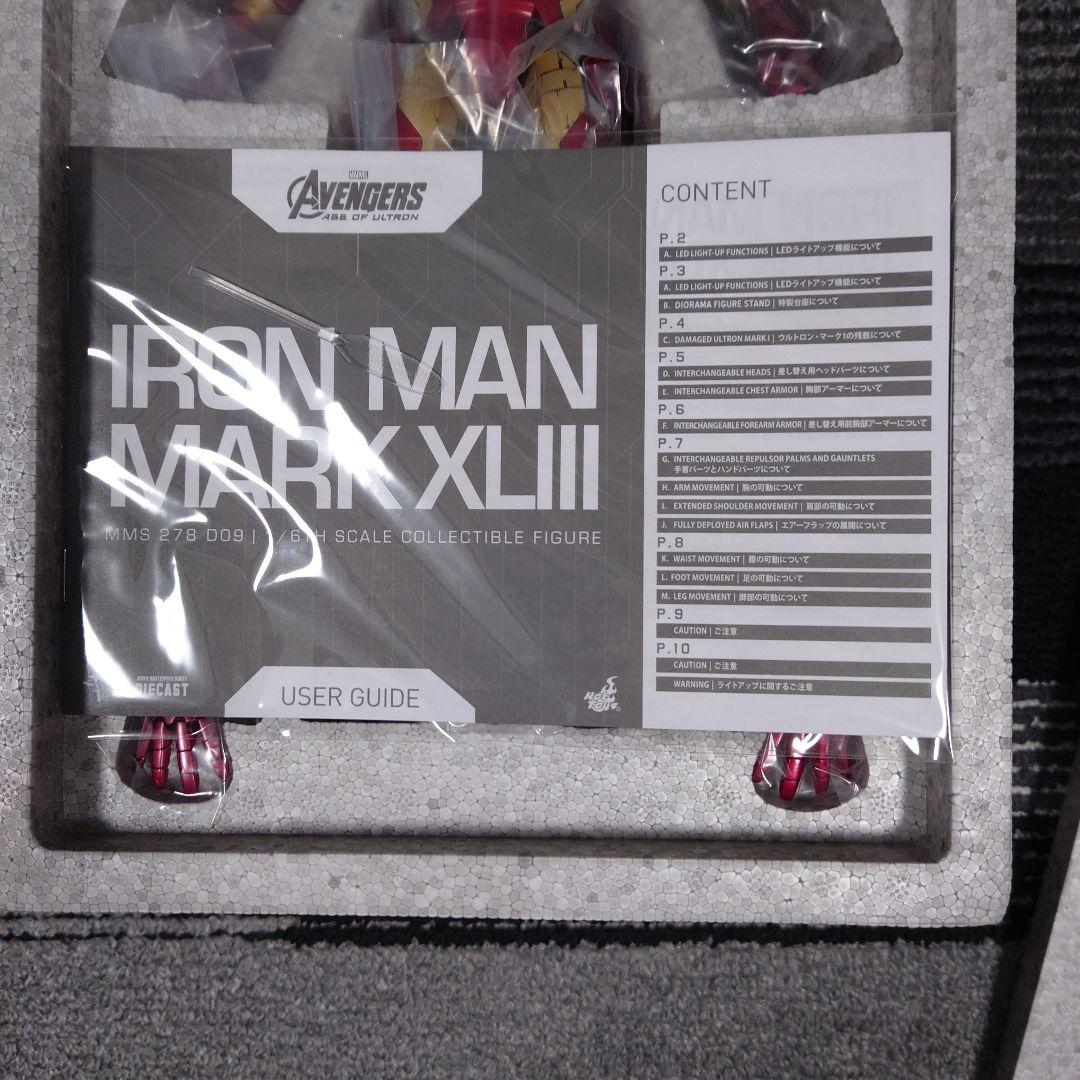 MARVEL
AVENGERS
AGE OF ULTRON
IRON MAN
MARK XLIII
MMS 278 D09 | 1/6TH SCALE COLLECTIBLE FIGURE
MOVIE MASTERPIECE SERIES
DIECAST
USER GUIDE
Hot Toys
CONTENT
P.2
A. LED LIGHT-UP FUNCTIONS | LEDライトアップ機能について
P.3
A. LED LIGHT-UP FUNCTIONS | LEDライトアップ機能について
B. DIORAMA FIGURE STAND | 特製台座について
P.4
C. DAMAGED ULTRON MARK I | ウルトロン・マーク1の残骸について
P.5
D. INTERCHANGEABLE HEADS | 差し替え用ヘッドパーツについて
E. INTERCHANGEABLE CHEST ARMOR | 胸部アーマーについて
P.6
F. INTERCHANGEABLE FOREARM ARMOR | 差し替え用前腕部アーマーについて
P.7
G. INTERCHANGEABLE REPULSOR PALMS AND GAUNTLETS
手首パーツとハンドパーツについて
H. ARM MOVEMENT | 腕の可動について
I. EXTENDED SHOULDER MOVEMENT | 肩部の可動について
J. FULLY DEPLOYED AIR FLAPS | エアーフラップの展開について
P.8
K. WAIST MOVEMENT | 腰の可動について
L. FOOT MOVEMENT | 足の可動について
M. LEG MOVEMENT | 脚部の可動について
P.9
CAUTION | ご注意
P.10
CAUTION | ご注意
WARNING | ライトアップに関するご注意